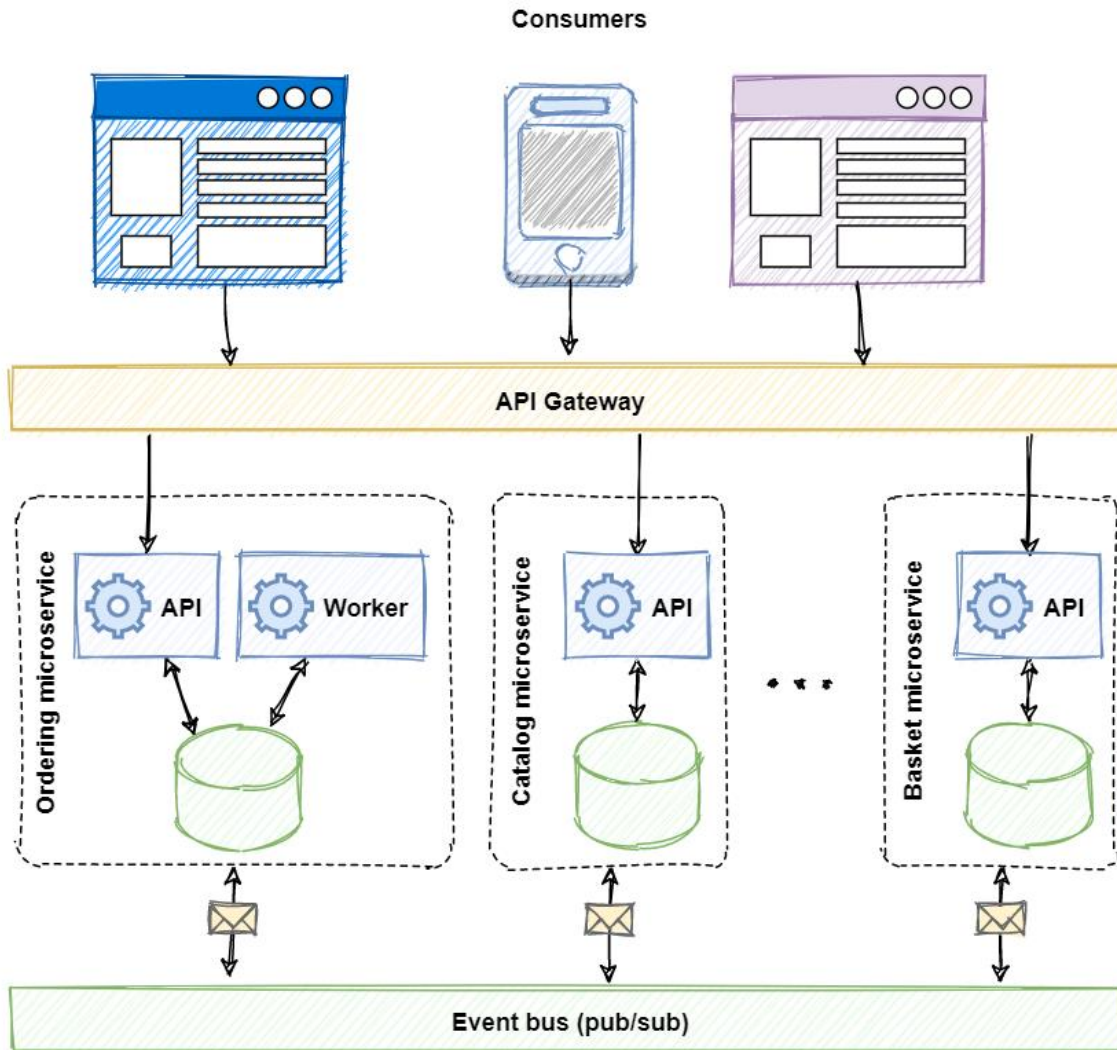 Consumers
API Gateway
Ordering microservice
API
Worker
Catalog microservice
API
Basket microservice
API
Event bus (pub/sub)